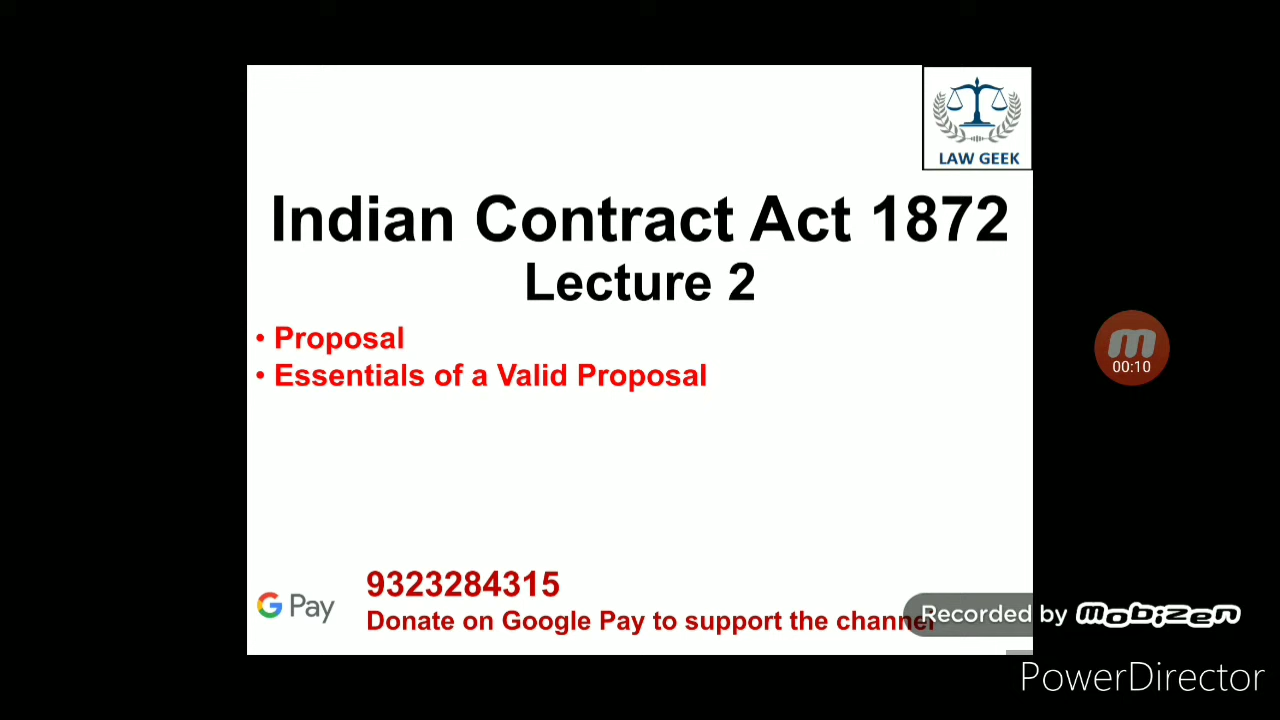 LAW GEEK
Indian Contract Act 1872
Lecture 2
• Proposal
• Essentials of a Valid Proposal
00:10
9323284315
G Pay
Donate on Google Pay to support the channel
Recorded by mobizen
PowerDirector